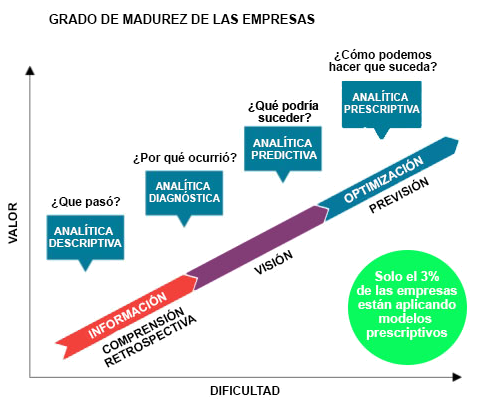 GRADO DE MADUREZ DE LAS EMPRESAS
¿Cómo podemos
hacer que suceda?
ANALÍTICA
PRESCRIPTIVA
¿Qué podría
suceder?
ANALÍTICA
PREDICTIVA
¿Por qué ocurrió?
ANALÍTICA
DIAGNÓSTICA
¿Que pasó?
ANALÍTICA
DESCRIPTIVA
OPTIMIZACIÓN
PREVISIÓN
VISIÓN
INFORMACIÓN
COMPRENSIÓN
RETROSPECTIVA
Solo el 3%
de las empresas
están aplicando
modelos
prescriptivos
VALOR
DIFICULTAD